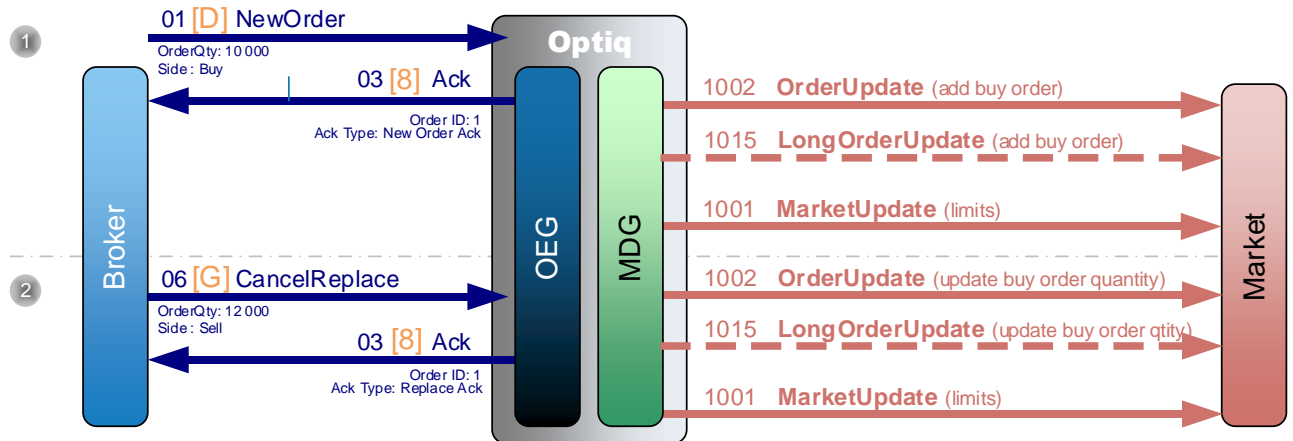 1
01 [D] NewOrder
OrderQty: 10 000
Side : Buy
03 [8] Ack
Order ID: 1
Ack Type: New Order Ack
Optiq
Broker
OEG
MDG
Market
1002 OrderUpdate (add buy order)
1015 LongOrderUpdate (add buy order)
1001 MarketUpdate (limits)
2
06 [G] CancelReplace
OrderQty: 12 000
Side : Sell
03 [8] Ack
Order ID: 1
Ack Type: Replace Ack
1002 OrderUpdate (update buy order quantity)
1015 LongOrderUpdate (update buy order qtity)
1001 MarketUpdate (limits)